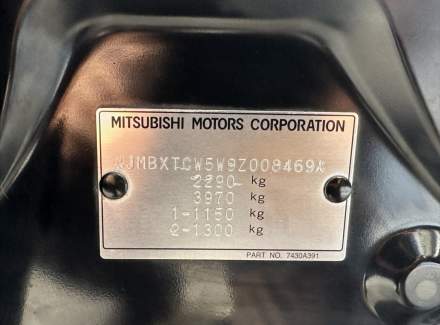 MITSUBISHI MOTORS CORPORATION
☆JMBXTCW5W9Z008469☆
2290 kg
3970 kg
1-1150 kg
2-1300 kg
PART NO. 7430A391